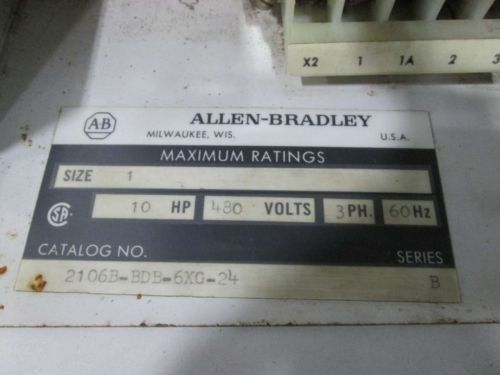 X2 1 1A 2 3
AB ALLEN-BRADLEY
MILWAUKEE, WIS. U.S.A.
MAXIMUM RATINGS
SIZE 1
SA 10 HP 480 VOLTS 3 PH. 60 Hz
CATALOG NO. SERIES
2106B-BDB-6XC-24 B